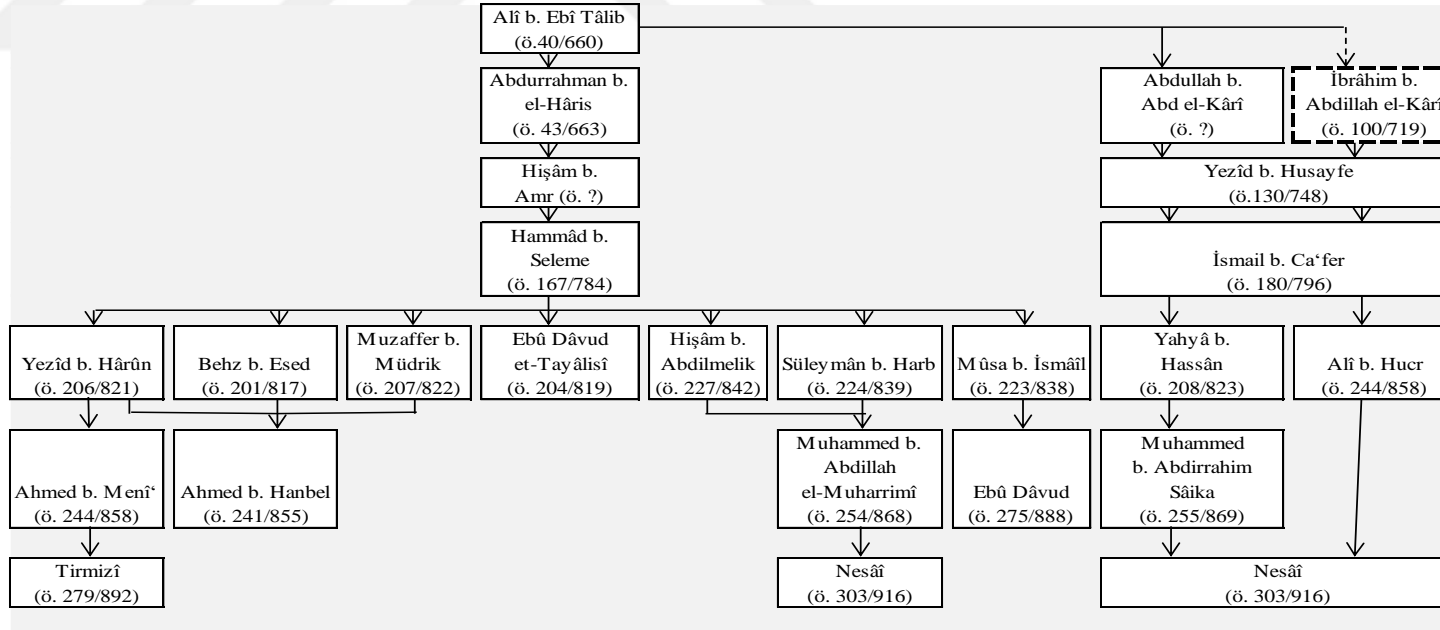 Alî b. Ebî Tâlib
(ö.40/660)
Abdurrahman b.
el-Hâris
(ö. 43/663)
Abdullah b.
Abd el-Kârî
(ö. ?)
İbrâhim b.
Abdillah el-Kârî
(ö. 100/719)
Hişâm b.
Amr (ö. ?)
Yezîd b. Husayfe
(ö.130/748)
Hammâd b.
Seleme
(ö. 167/784)
İsmail b. Ca‘fer
(ö. 180/796)
Yezîd b. Hârûn
(ö. 206/821)
Behz b. Esed
(ö. 201/817)
Muzaffer b.
Müdrik
(ö. 207/822)
Ebû Dâvud
et-Tayâlisî
(ö. 204/819)
Hişâm b.
Abdilmelik
(ö. 227/842)
Süleymân b. Harb
(ö. 224/839)
Mûsa b. İsmâîl
(ö. 223/838)
Yahyâ b.
Hassân
(ö. 208/823)
Alî b. Hucr
(ö. 244/858)
Ahmed b. Menî‘
(ö. 244/858)
Ahmed b. Hanbel
(ö. 241/855)
Muhammed b.
Abdillah
el-Muharrimî
(ö. 254/868)
Ebû Dâvud
(ö. 275/888)
Muhammed
b. Abdirrahim
Sâika
(ö. 255/869)
Tirmizî
(ö. 279/892)
Nesâî
(ö. 303/916)
Nesâî
(ö. 303/916)